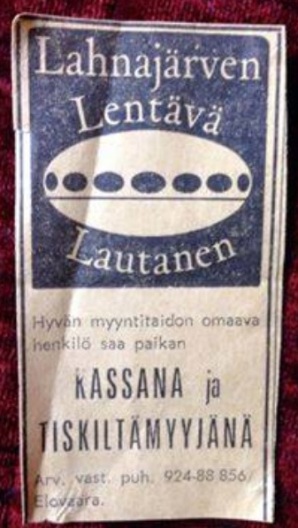 Lahnajärven
Lentävä
Lautanen
Hyvän myyntitaidon omaava
henkilö saa paikan
KASSANA ja
TISKILTÄMYYJÄNÄ
Arv. vast. puh. 924-88 856/
Elovaara.